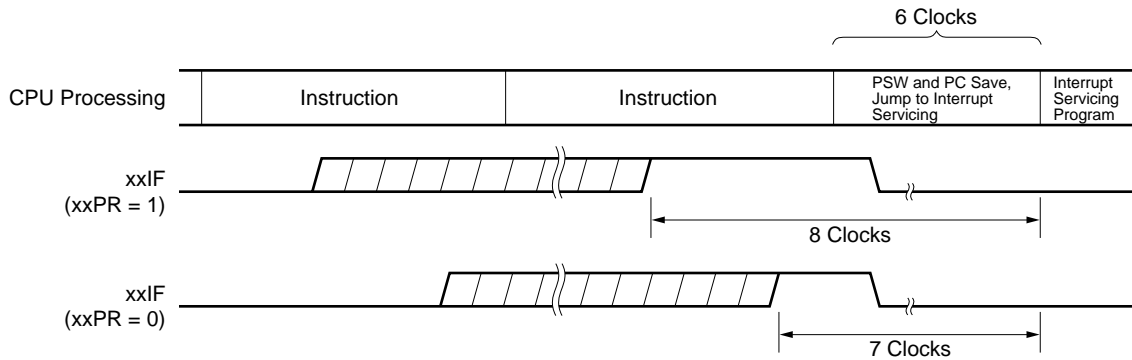 6 Clocks
CPU Processing
Instruction
Instruction
PSW and PC Save,
Jump to Interrupt
Servicing
Interrupt
Servicing
Program
xxIF
(xxPR = 1)
8 Clocks
xxIF
(xxPR = 0)
7 Clocks